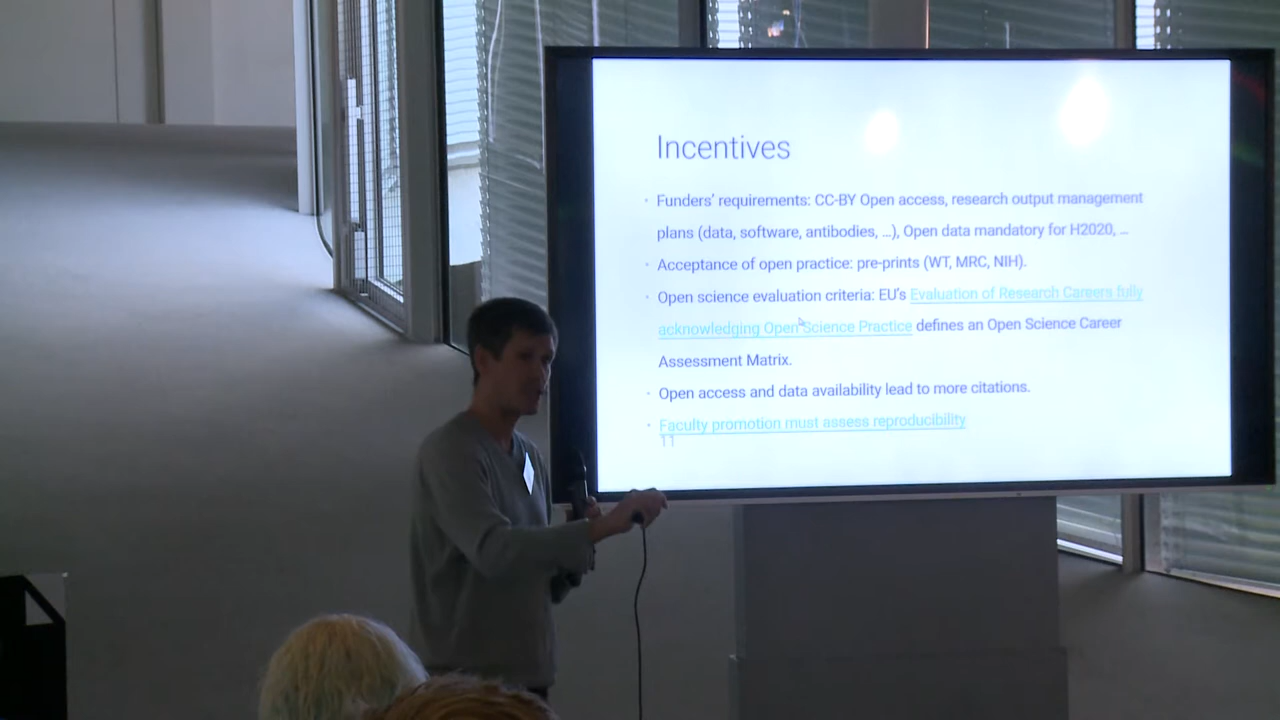 Incentives
Funders' requirements: CC-BY Open access, research output management
plans (data, software, antibodies, ...), Open data mandatory for H2020, ...
Acceptance of open practice: pre-prints (WT, MRC, NIH).
Open science evaluation criteria: EU's Evaluation of Research Careers fully
acknowledging Open Science Practice defines an Open Science Career
Assessment Matrix.
Open access and data availability lead to more citations.
Faculty promotion must assess reproducibility
11